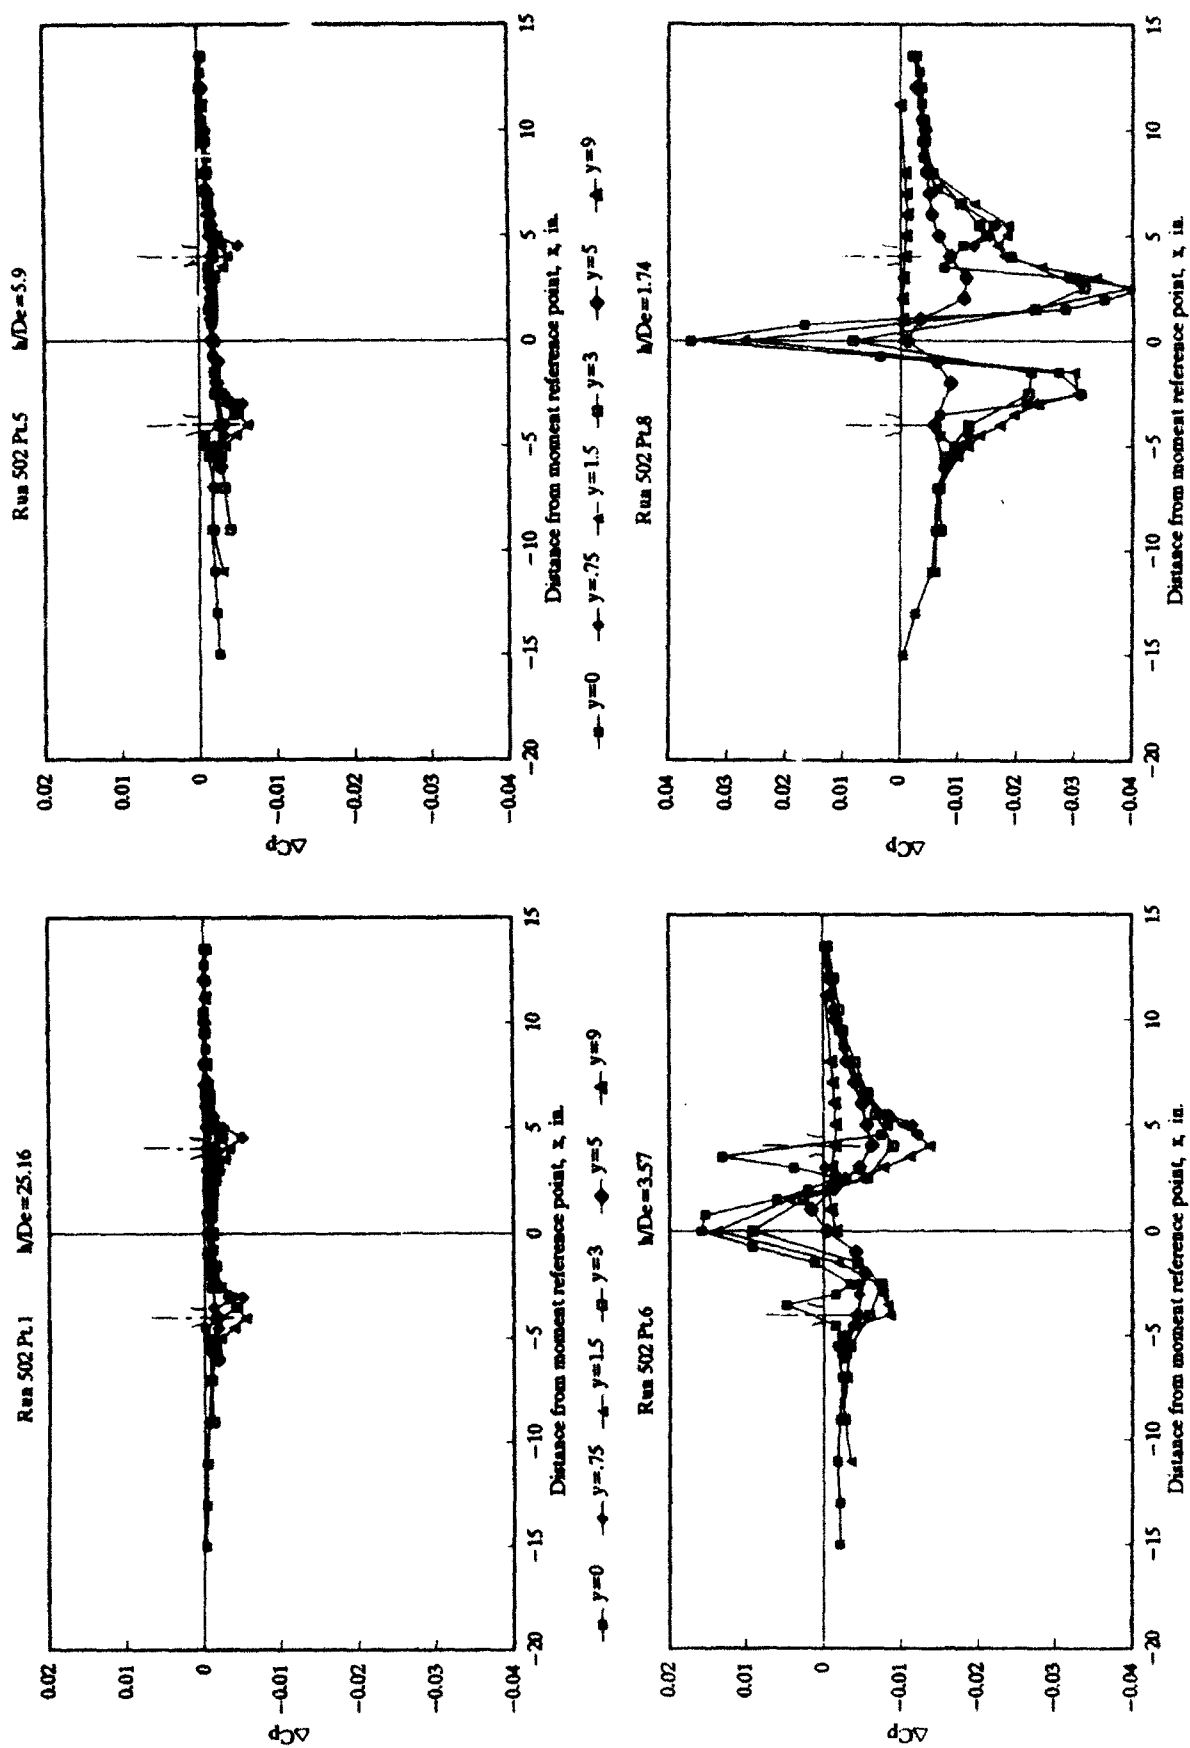 Run 502 Pt.1 h/De=25.16
0.02
0.01
0
-0.01
-0.02
-0.03
-0.04
ΔCp
-20 -15 -10 -5 0 5 10 15
Distance from moment reference point, x, in.
y=0 y=.75 y=1.5 y=3 y=5 y=9
Run 502 Pt.5 h/De=5.9
0.02
0.01
0
-0.01
-0.02
-0.03
-0.04
ΔCp
-20 -15 -10 -5 0 5 10 15
Distance from moment reference point, x, in.
y=0 y=.75 y=1.5 y=3 y=5 y=9
Run 502 Pt.6 h/De=3.57
0.02
0.01
0
-0.01
-0.02
-0.03
-0.04
ΔCp
-20 -15 -10 -5 0 5 10 15
Distance from moment reference point, x, in.
Run 502 Pt.8 h/De=1.74
0.04
0.03
0.02
0.01
0
-0.01
-0.02
-0.03
-0.04
ΔCp
-20 -15 -10 -5 0 5 10 15
Distance from moment reference point, x, in.